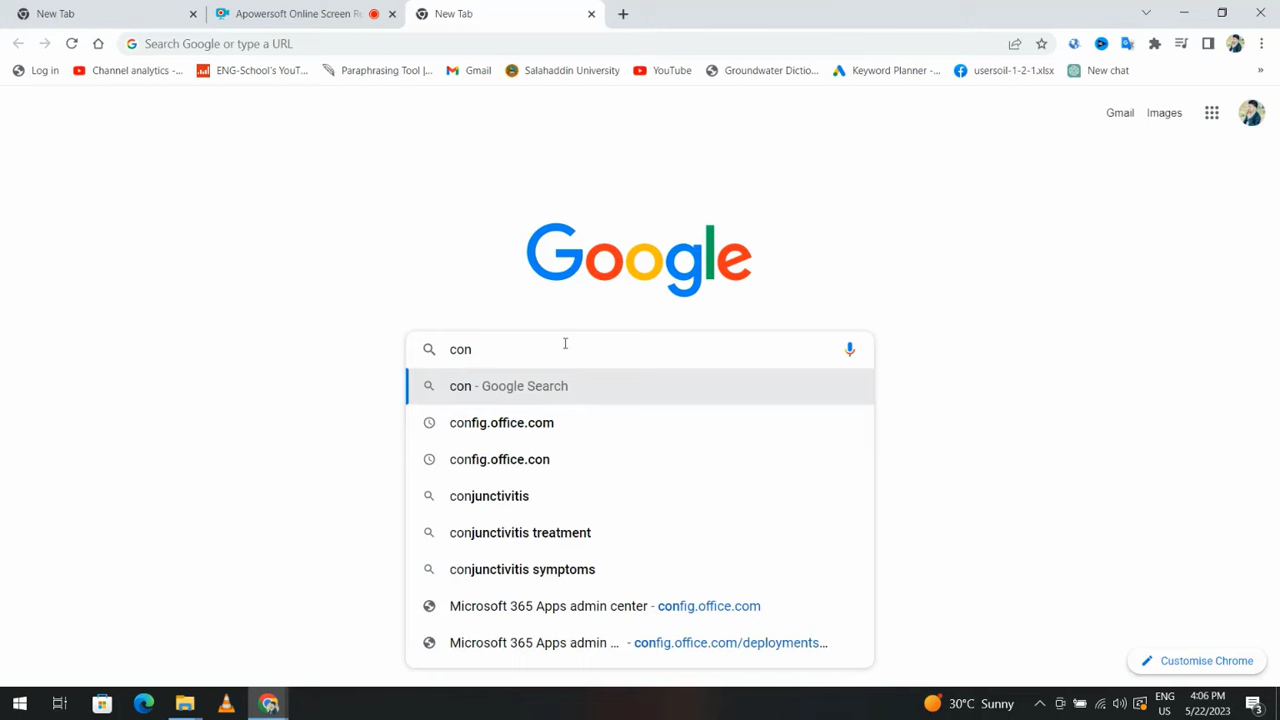 New Tab
Apowersoft Online Screen Re
New Tab
Search Google or type a URL
Log in
Channel analytics -...
ENG-School's YouT...
Paraphrasing Tool |...
Gmail
Salahaddin University
YouTube
Groundwater Dictio...
Keyword Planner -...
usersoil-1-2-1.xlsx
New chat
»
Gmail
Images
Google
con
con - Google Search
config.office.com
config.office.con
conjunctivitis
conjunctivitis treatment
conjunctivitis symptoms
Microsoft 365 Apps admin center - config.office.com
Microsoft 365 Apps admin ... - config.office.com/deployments...
Customise Chrome
30°C Sunny
ENG
US
4:06 PM
5/22/2023
3